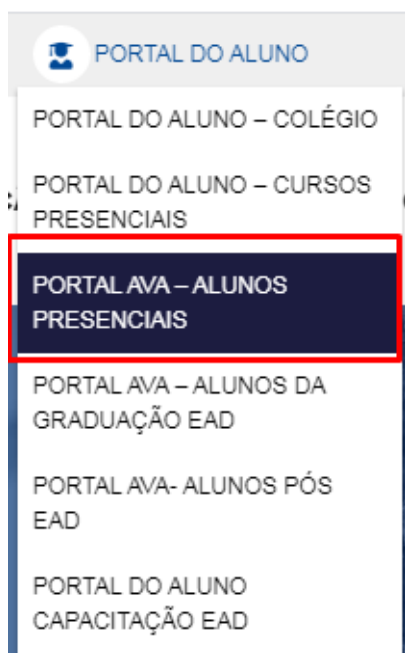 PORTAL DO ALUNO
PORTAL DO ALUNO – COLÉGIO
PORTAL DO ALUNO – CURSOS
PRESENCIAIS
PORTAL AVA – ALUNOS
PRESENCIAIS
PORTAL AVA – ALUNOS DA
GRADUAÇÃO EAD
PORTAL AVA- ALUNOS PÓS
EAD
PORTAL DO ALUNO
CAPACITAÇÃO EAD